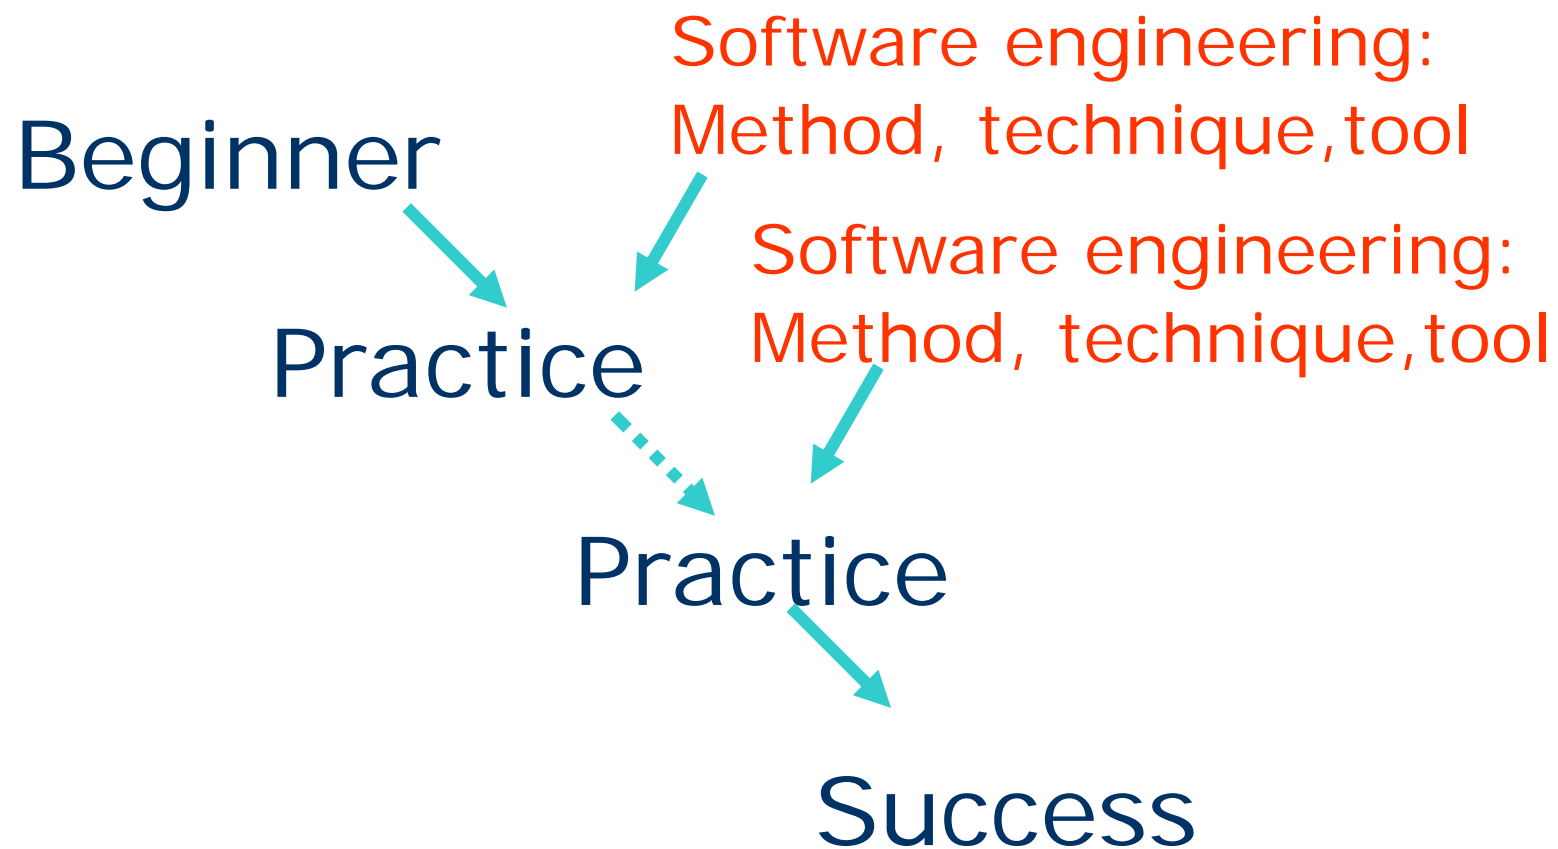 Software engineering:
Method, technique,tool
Beginner
Software engineering:
Method, technique,tool
Practice
Practice
Success